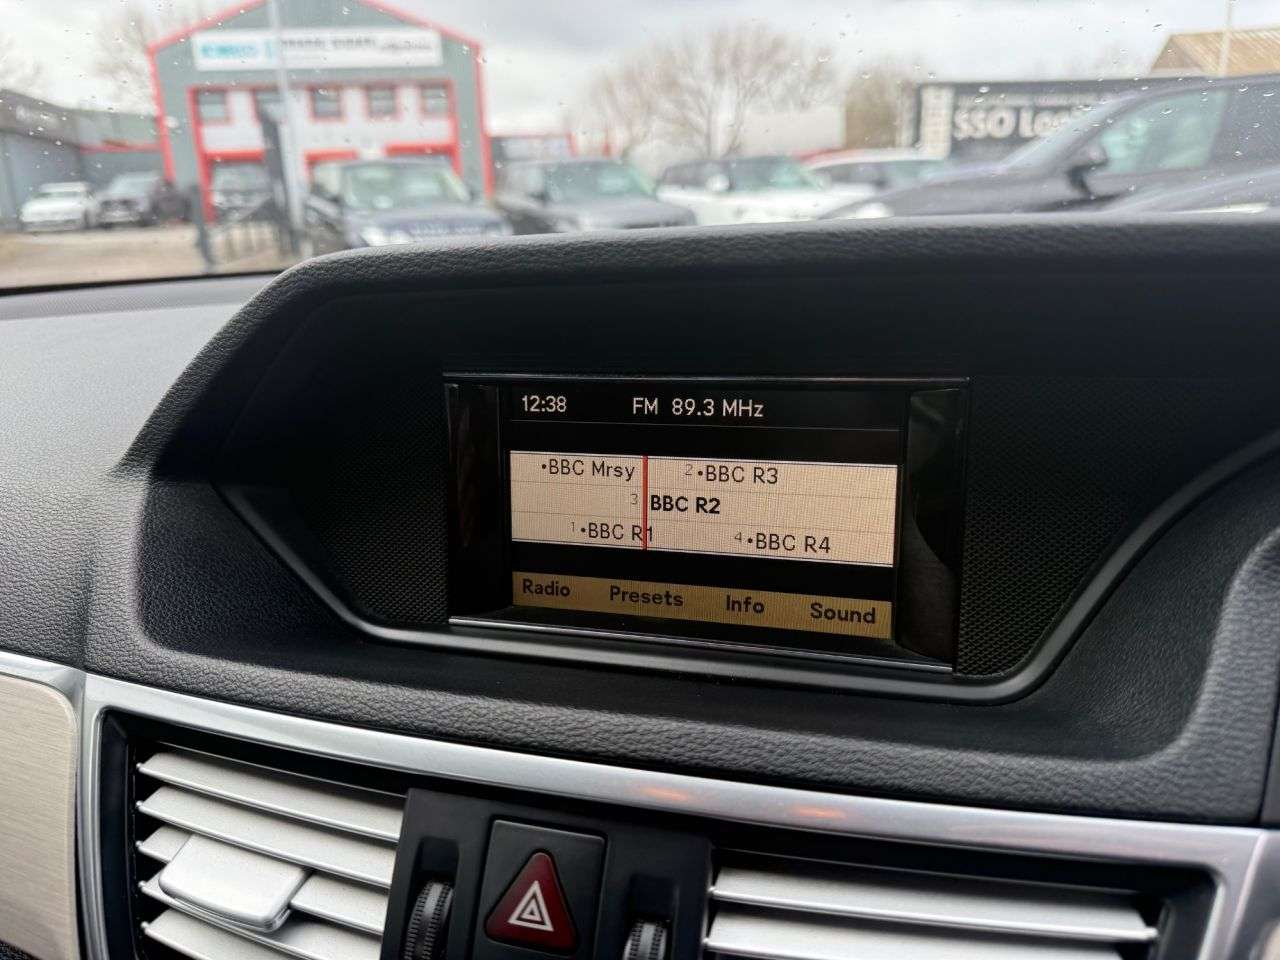 SSO
12:38 FM 89.3 MHz
•BBC Mrsy 2 •BBC R3
3 BBC R2
1 •BBC R1 4 •BBC R4
Radio Presets Info Sound